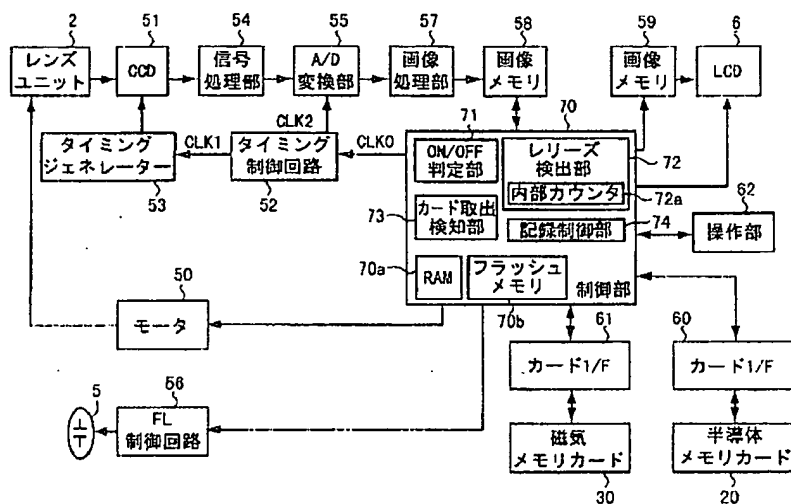 2
51
54
55
57
58
59
6
レンズ
ユニット
CCD
信号
処理部
A/D
変換部
画像
処理部
画像
メモリ
画像
メモリ
LCD
CLK2
CLK1
CLK0
タイミング
ジェネレーター
53
タイミング
制御回路
52
70
71
ON/OFF
判定部
レリーズ
検出部
72
内部カウンタ
72a
73
カード取出
検知部
74
記録制御部
62
操作部
70a
RAM
フラッシュ
メモリ
70b
制御部
50
モータ
61
カードI/F
60
カードI/F
5
56
FL
制御回路
磁気
メモリカード
30
半導体
メモリカード
20